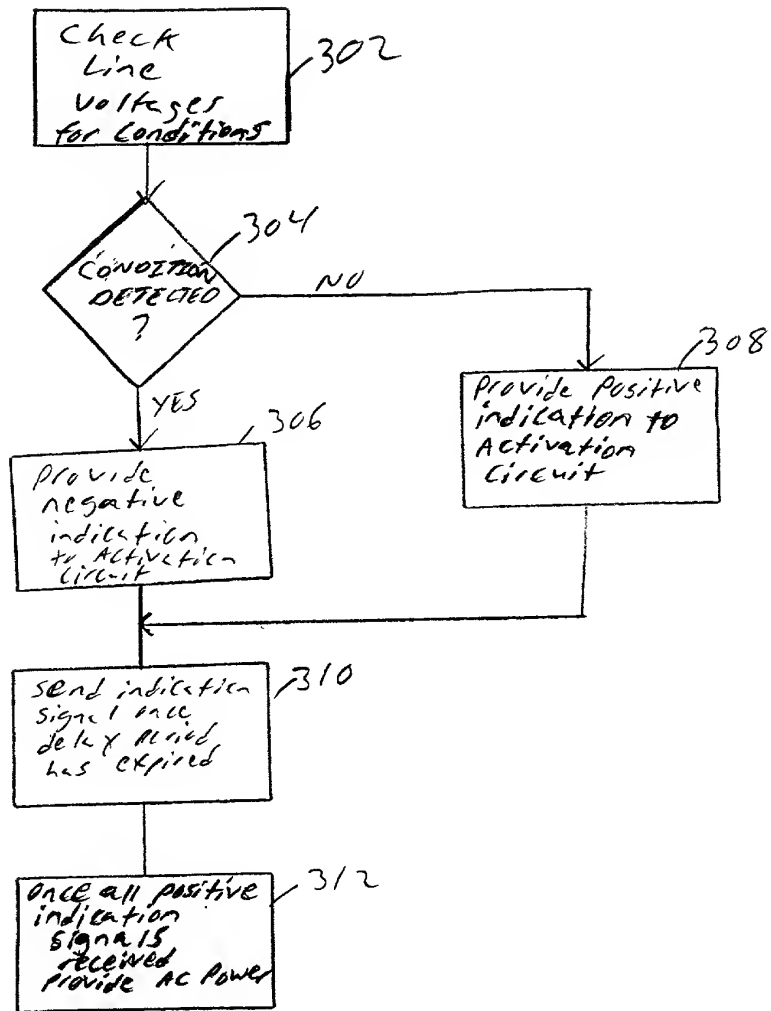 Check
Line
Voltages
for Conditions
302
304
CONDITION
DETECTED
?
NO
YES
306
308
Provide
negative
indication
to Activation
Circuit
Provide Positive
indication to
Activation
Circuit
310
Send indication
signal once
delay period
has expired
312
Once all positive
indication
signals
received
Provide AC Power